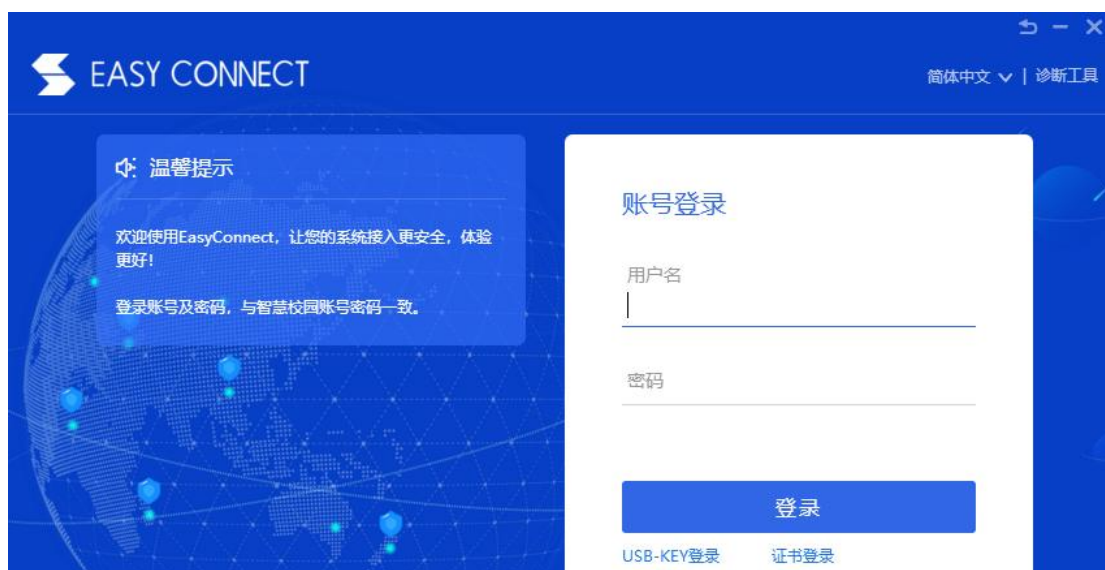 EASY CONNECT
简体中文 | 诊断工具
温馨提示
欢迎使用EasyConnect，让您的系统接入更安全，体验
更好！
登录账号及密码，与智慧校园账号密码一致。
账号登录
用户名
密码
登录
USB-KEY登录 证书登录